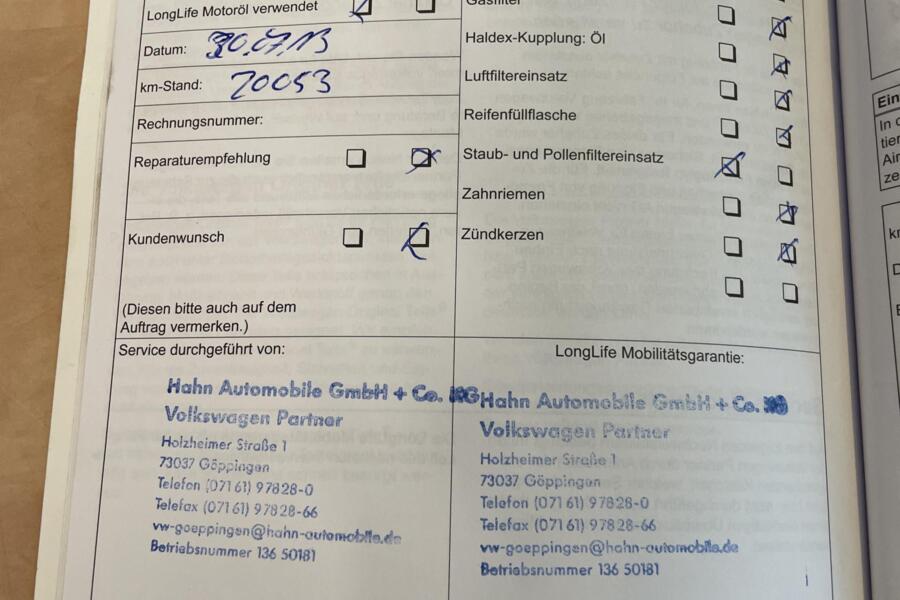 LongLife Motoröl verwendet
Datum: 30.07.13
km-Stand: 20053
Rechnungsnummer:
Reparaturempfehlung
Kundenwunsch
(Diesen bitte auch auf dem
Auftrag vermerken.)
Gasfilter
Haldex-Kupplung: Öl
Luftfiltereinsatz
Reifenfüllflasche
Staub- und Pollenfiltereinsatz
Zahnriemen
Zündkerzen
Service durchgeführt von:
Hahn Automobile GmbH + Co. KG
Volkswagen Partner
Holzheimer Straße 1
73037 Göppingen
Telefon (07161) 97828-0
Telefax (07161) 97828-66
vw-goeppingen@hahn-automobile.de
Betriebsnummer 136 50181
LongLife Mobilitätsgarantie:
Hahn Automobile GmbH + Co. KG
Volkswagen Partner
Holzheimer Straße 1
73037 Göppingen
Telefon (07161) 97828-0
Telefax (07161) 97828-66
vw-goeppingen@hahn-automobile.de
Betriebsnummer 136 50181